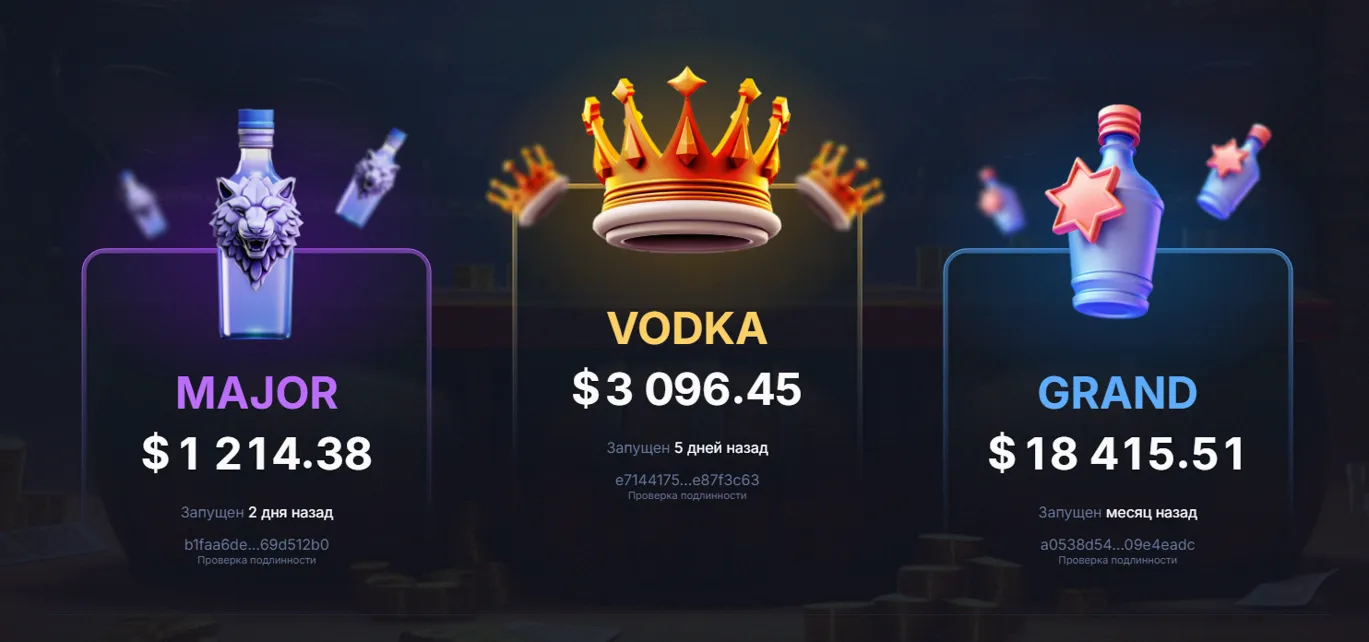 MAJOR
$1 214.38
Запущен 2 дня назад
b1faa6de...69d512b0
Проверка подлинности
VODKA
$3 096.45
Запущен 5 дней назад
e7144175...e87f3c63
Проверка подлинности
GRAND
$18 415.51
Запущен месяц назад
a0538d54...09e4eadc
Проверка подлинности